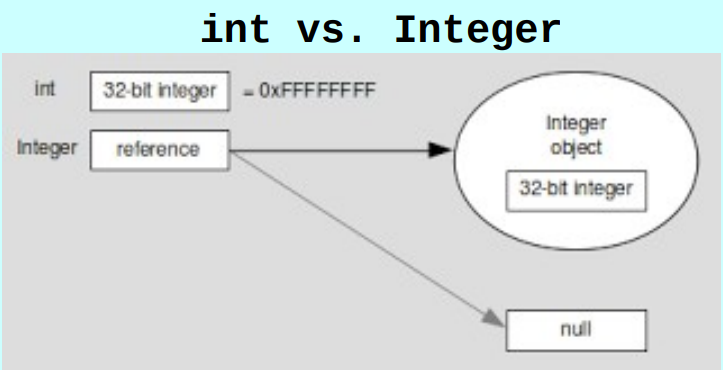 int vs. Integer
int 32-bit integer = 0xFFFFFFFF
Integer reference
Integer
object
32-bit integer
null